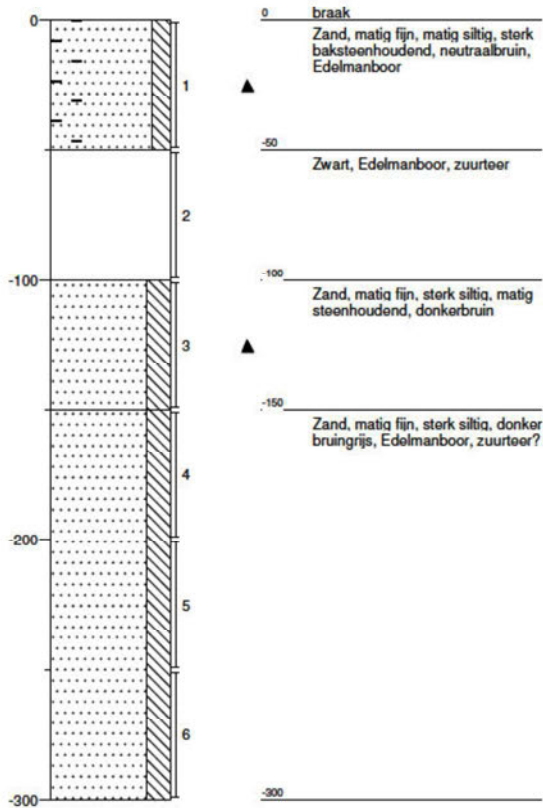 0
0 braak
Zand, matig fijn, matig siltig, sterk
baksteenhoudend, neutraalbruin,
Edelmanboor
1
-50
Zwart, Edelmanboor, zuurteer
2
-100
-100
Zand, matig fijn, sterk siltig, matig
steenhoudend, donkerbruin
3
-150
Zand, matig fijn, sterk siltig, donker
bruingrijs, Edelmanboor, zuurteer?
4
-200
5
6
-300
-300